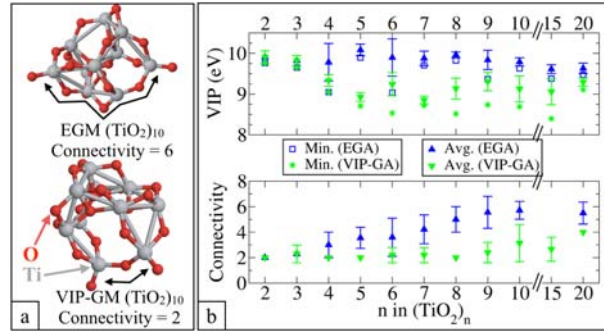 EGM (TiO2)10
Connectivity = 6
O
Ti
VIP-GM (TiO2)10
Connectivity = 2
a
2 3 4 5 6 7 8 9 10 15 20
VIP (eV)
10
9
8
Min. (EGA)
Avg. (EGA)
Min. (VIP-GA)
Avg. (VIP-GA)
Connectivity
8
6
4
2
0
2 3 4 5 6 7 8 9 10 15 20
b
n in (TiO2)n